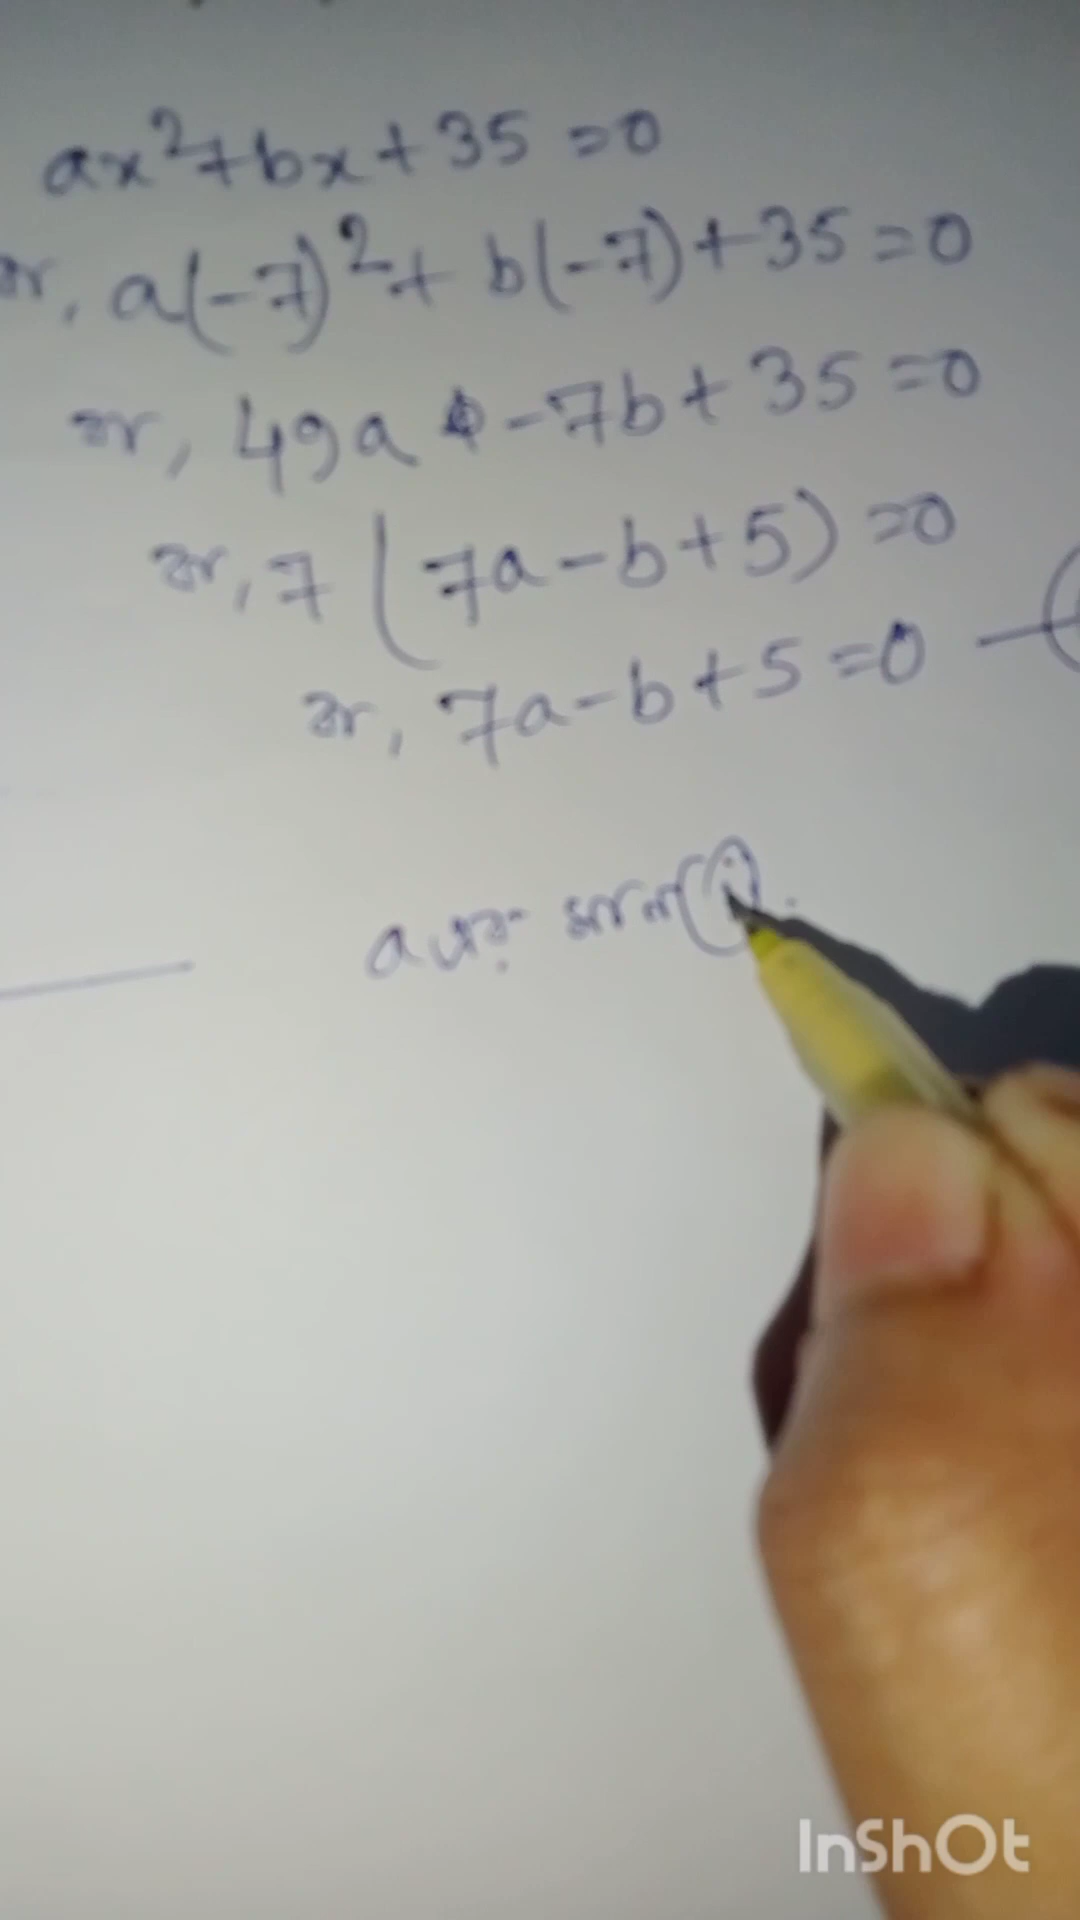 ax²+bx+35=0
বা, a(-7)²+ b(-7)+35=0
বা, 49a -7b+35=0
বা, 7(7a-b+5)=0
বা, 7a-b+5=0
a এর মান (i)
InShOt